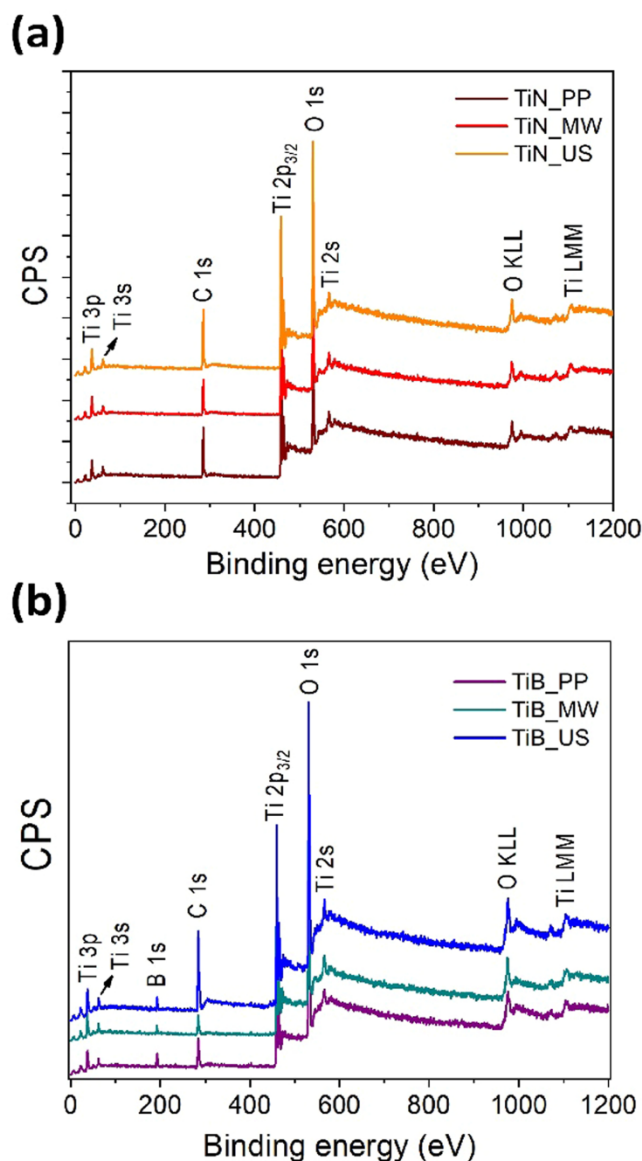 (a)
TiN_PP
TiN_MW
TiN_US
CPS
Ti 3p
Ti 3s
C 1s
Ti 2p3/2
O 1s
Ti 2s
O KLL
Ti LMM
0 200 400 600 800 1000 1200
Binding energy (eV)
(b)
TiB_PP
TiB_MW
TiB_US
CPS
Ti 3p
Ti 3s
B 1s
C 1s
Ti 2p3/2
O 1s
Ti 2s
O KLL
Ti LMM
0 200 400 600 800 1000 1200
Binding energy (eV)